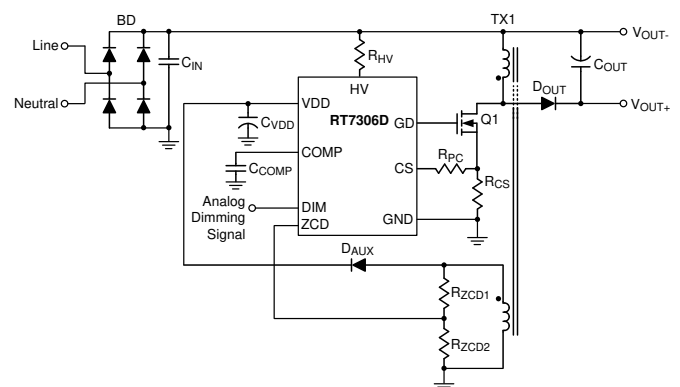 BD
TX1
Line
CIN
RHV
VOUT-
COUT
HV
DOUT
Neutral
VDD
RT7306D
GD
Q1
VOUT+
CVDD
COMP
RPC
CCOMP
CS
RCS
Analog
Dimming
Signal
DIM
ZCD
GND
DAUX
RZCD1
RZCD2